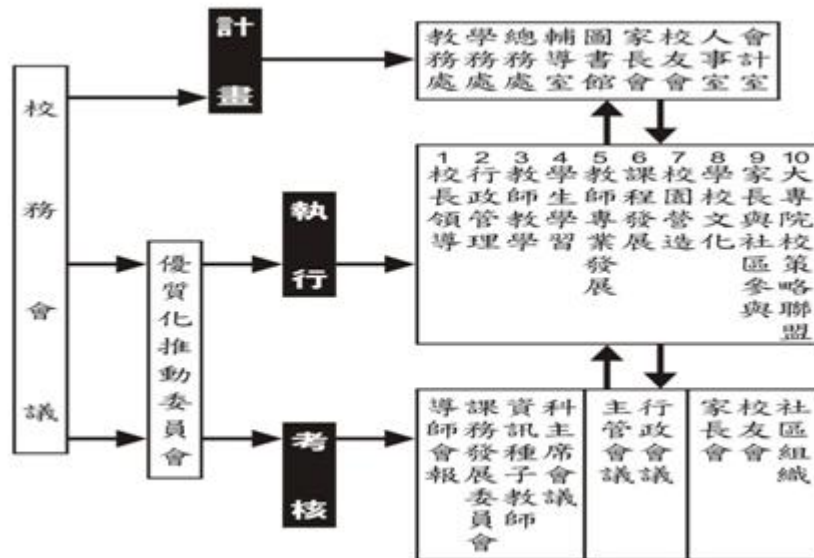 校務會議
計畫
教務處
學務處
總務處
輔導室
圖書館
家長會
校友會
人事室
會計室
優質化推動委員會
執行
1校長領導
2行政管理
3教師教學
4學生學習
5教師專業發展
6課程發展
7校園營造
8學校文化
9家長與社區參與
10大專院校策略聯盟
考核
導師會報
課務發展委員會
資訊種子教師
科主席會議
主管會議
行政會議
家長會
校友會
社區組織